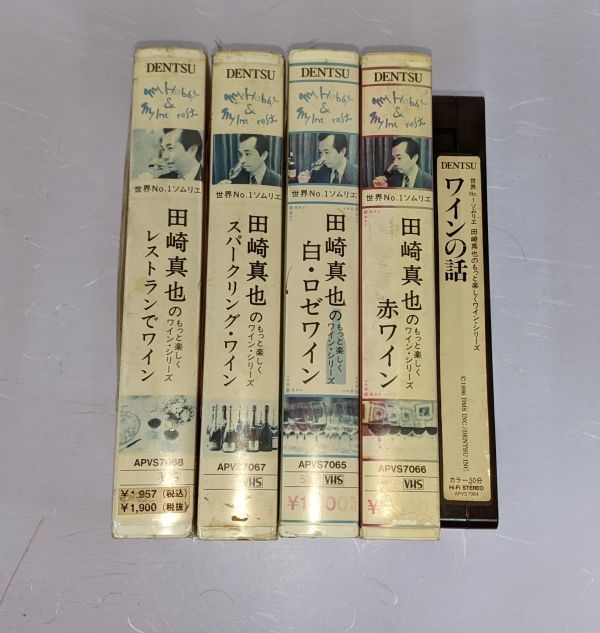 DENTSU
My Hobby
&
My Interest
世界No.1ソムリエ
田崎真也の
もっと楽しく
ワイン・シリーズ
レストランでワイン
APVS7068
VHS
¥1,957(税込)
¥1,900(税抜)
DENTSU
My Hobby
&
My Interest
世界No.1ソムリエ
田崎真也の
もっと楽しく
ワイン・シリーズ
スパークリング・ワイン
APVS7067
VHS
DENTSU
My Hobby
&
My Interest
世界No.1ソムリエ
田崎真也の
もっと楽しく
ワイン・シリーズ
白・ロゼワイン
APVS7065
VHS
DENTSU
My Hobby
&
My Interest
世界No.1ソムリエ
田崎真也の
もっと楽しく
ワイン・シリーズ
赤ワイン
APVS7066
VHS
DENTSU
世界No.1ソムリエ 田崎真也のもっと楽しくワイン・シリーズ
ワインの話
©1996 DMS INC./DENTSU INC.
カラー50分
Hi-Fi STEREO
APVS7064